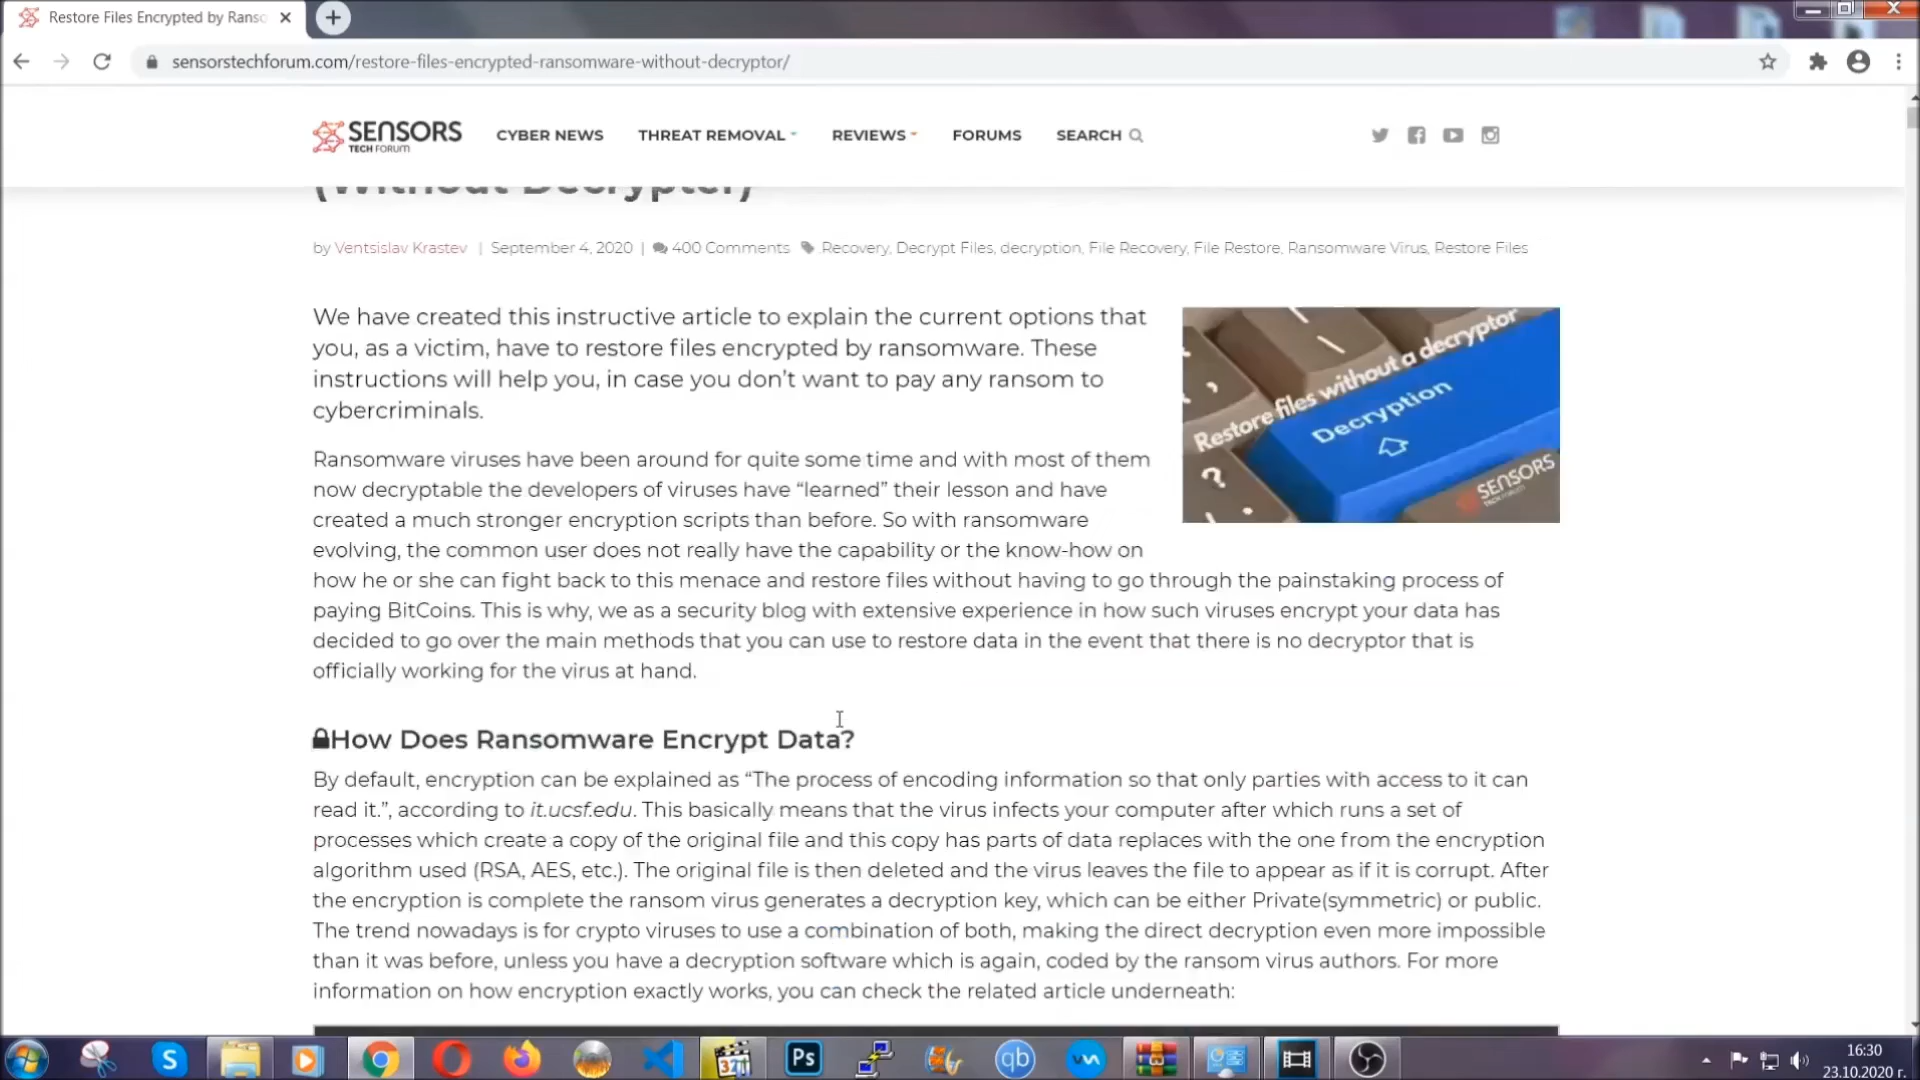 Restore Files Encrypted by Ranso
sensorstechforum.com/restore-files-encrypted-ransomware-without-decryptor/
SENSORS
TECH FORUM
CYBER NEWS THREAT REMOVAL REVIEWS FORUMS SEARCH
(Without Decrypter)
by Ventsislav Krastev | September 4, 2020 | 400 Comments Recovery, Decrypt Files, decryption, File Recovery, File Restore, Ransomware Virus, Restore Files
We have created this instructive article to explain the current options that
you, as a victim, have to restore files encrypted by ransomware. These
instructions will help you, in case you don't want to pay any ransom to
cybercriminals.
Restore files without a decryptor
Decryption
SENSORS
Ransomware viruses have been around for quite some time and with most of them
now decryptable the developers of viruses have “learned” their lesson and have
created a much stronger encryption scripts than before. So with ransomware
evolving, the common user does not really have the capability or the know-how on
how he or she can fight back to this menace and restore files without having to go through the painstaking process of
paying BitCoins. This is why, we as a security blog with extensive experience in how such viruses encrypt your data has
decided to go over the main methods that you can use to restore data in the event that there is no decryptor that is
officially working for the virus at hand.
How Does Ransomware Encrypt Data?
By default, encryption can be explained as “The process of encoding information so that only parties with access to it can
read it.”, according to it.ucsf.edu. This basically means that the virus infects your computer after which runs a set of
processes which create a copy of the original file and this copy has parts of data replaces with the one from the encryption
algorithm used (RSA, AES, etc.). The original file is then deleted and the virus leaves the file to appear as if it is corrupt. After
the encryption is complete the ransom virus generates a decryption key, which can be either Private(symmetric) or public.
The trend nowadays is for crypto viruses to use a combination of both, making the direct decryption even more impossible
than it was before, unless you have a decryption software which is again, coded by the ransom virus authors. For more
information on how encryption exactly works, you can check the related article underneath:
S
321
Ps
qb
16:30
23.10.2020 г.